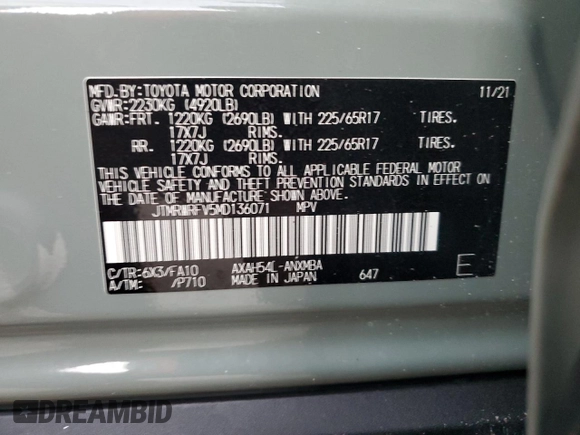 MFD.BY:TOYOTA MOTOR CORPORATION 11/21
GVWR:2230KG (4920LB)
GAWR:FRT. 1220KG (2690LB) WITH 225/65R17 TIRES.
17X7J RIMS.
RR. 1220KG (2690LB) WITH 225/65R17 TIRES.
17X7J RIMS.
THIS VEHICLE CONFORMS TO ALL APPLICABLE FEDERAL MOTOR
VEHICLE SAFETY AND THEFT PREVENTION STANDARDS IN EFFECT
ON THE DATE OF MANUFACTURE SHOWN ABOVE.
JTMRWRFV5MD136071 MPV
C/TR:6X3/FA10 AXAH54L-ANXMBA
A/TM: /P710 MADE IN JAPAN 647 E
DREAMBID